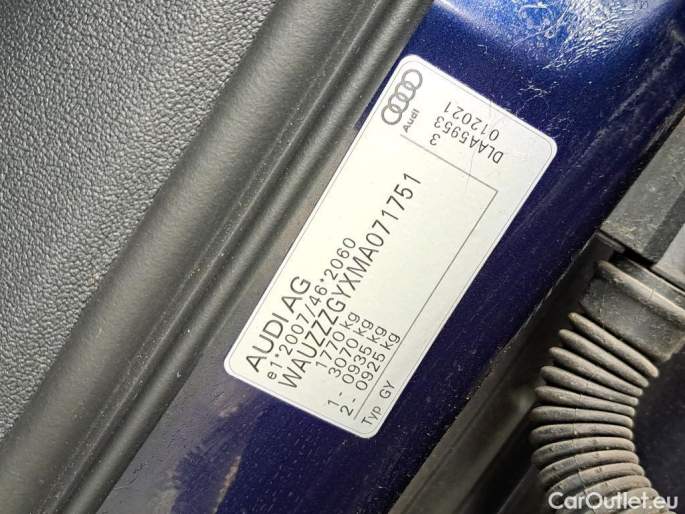 AUDI AG
e1*2007/46*2060
WAUZZZGYXMA071751
1770 kg
3070 kg
1- 0935 kg
2- 0925 kg
Typ GY
Audi
DLAA5953
3
012021
CarOutlet.eu